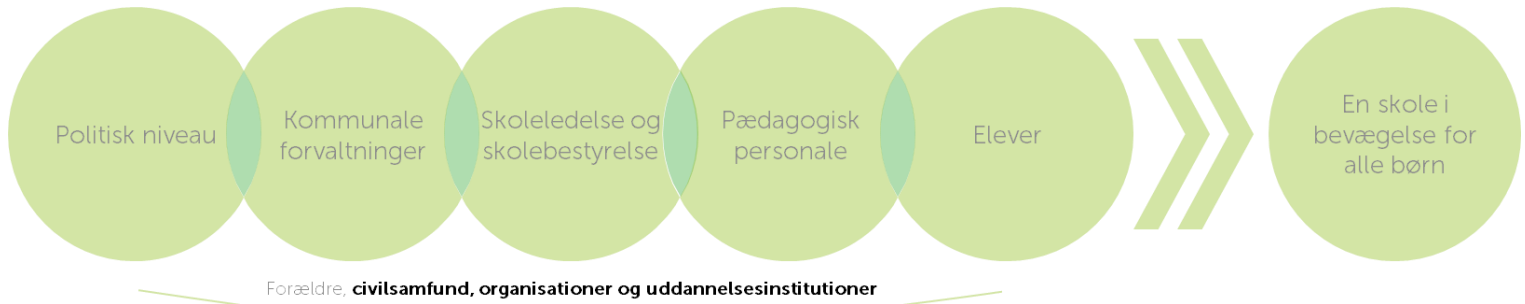 Politisk niveau
Kommunale
forvaltninger
Skoleledelse og
skolebestyrelse
Pædagogisk
personale
Elever
En skole i
bevægelse for
alle børn
Forældre, civilsamfund, organisationer og uddannelsesinstitutioner